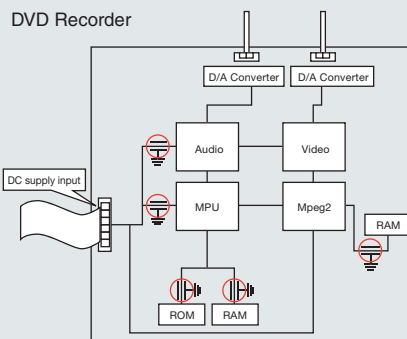 DVD Recorder
D/A Converter
D/A Converter
Audio
Video
DC supply input
MPU
Mpeg2
RAM
ROM
RAM